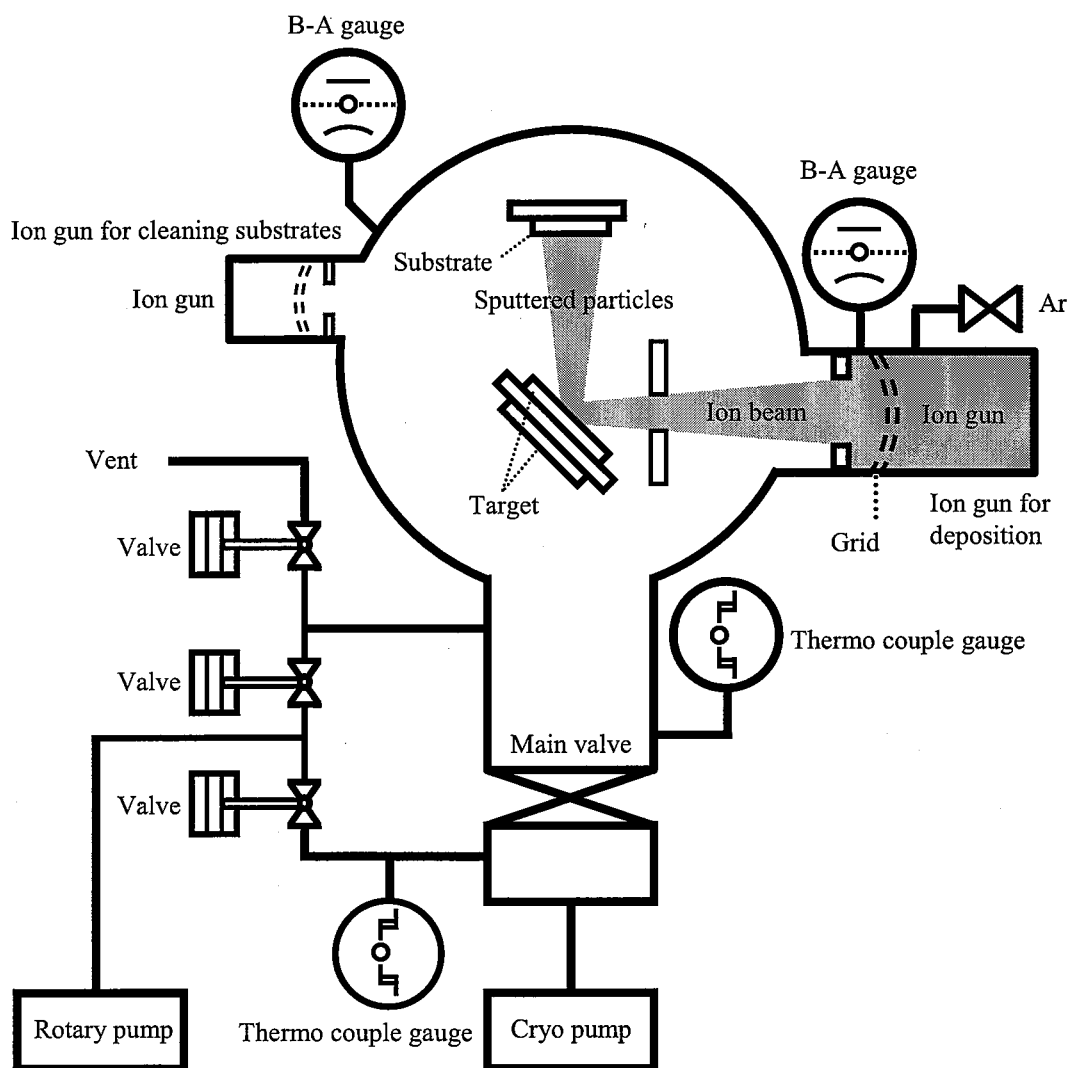 B-A gauge
B-A gauge
Ion gun for cleaning substrates
Substrate
Ion gun
Sputtered particles
Ar
Ion beam
Ion gun
Vent
Target
Ion gun for
deposition
Grid
Valve
Thermo couple gauge
Valve
Main valve
Valve
Rotary pump
Thermo couple gauge
Cryo pump